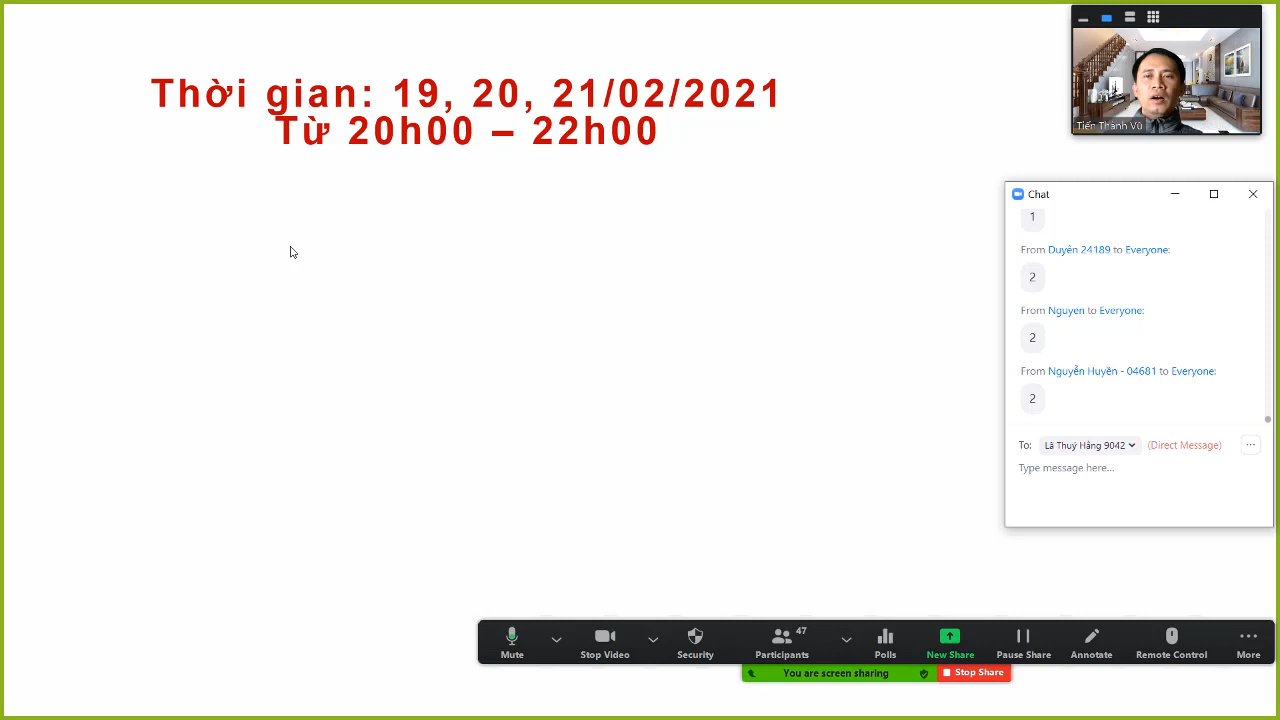 Thời gian: 19, 20, 21/02/2021
Từ 20h00 – 22h00
Tiến Thành Vũ
Chat
1
From Duyên 24189 to Everyone:
2
From Nguyen to Everyone:
2
From Nguyễn Huyền - 04681 to Everyone:
2
To: Lã Thuý Hằng 9042 (Direct Message)
Type message here...
Mute
Stop Video
Security
Participants 47
Polls
New Share
Pause Share
Annotate
Remote Control
More
You are screen sharing
Stop Share